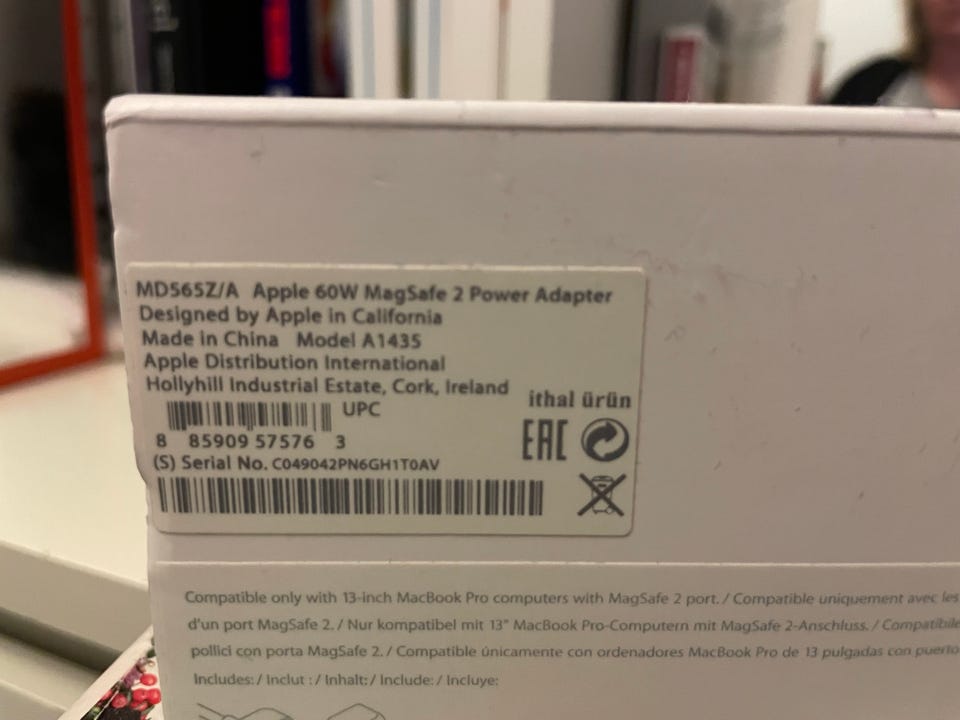 MD565Z/A Apple 60W MagSafe 2 Power Adapter
Designed by Apple in California
Made in China Model A1435
Apple Distribution International
Hollyhill Industrial Estate, Cork, Ireland
ithal ürün
UPC
EAC
8 85909 57576 3
(S) Serial No. C049042PN6GH1T0AV
Compatible only with 13-inch MacBook Pro computers with MagSafe 2 port. / Compatible uniquement avec les
d'un port MagSafe 2. / Nur kompatibel mit 13" MacBook Pro-Computern mit MagSafe 2-Anschluss. / Compatibile
pollici con porta MagSafe 2. / Compatible únicamente con ordenadores MacBook Pro de 13 pulgadas con puerto
Includes: / Inclut : / Inhalt: / Include: / Incluye: